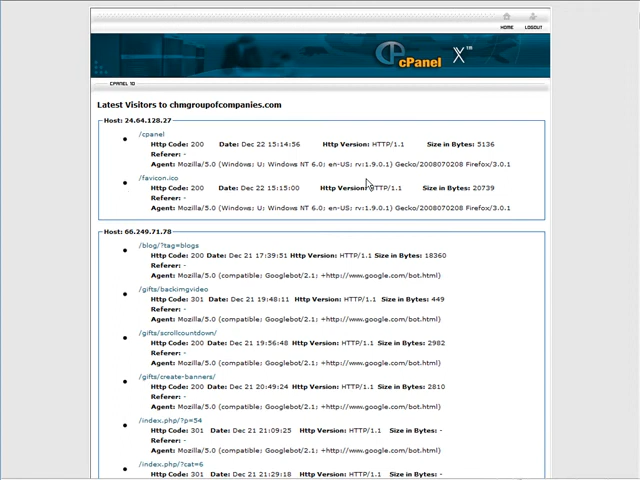 HOME LOGOUT
cPanel X™
CPANEL 10
Latest Visitors to chmgroupofcompanies.com
Host: 24.64.128.27
/cpanel
Http Code: 200 Date: Dec 22 15:14:56 Http Version: HTTP/1.1 Size in Bytes: 5136
Referer: -
Agent: Mozilla/5.0 (Windows; U; Windows NT 6.0; en-US; rv:1.9.0.1) Gecko/2008070208 Firefox/3.0.1
/favicon.ico
Http Code: 200 Date: Dec 22 15:15:00 Http Version: HTTP/1.1 Size in Bytes: 20739
Referer: -
Agent: Mozilla/5.0 (Windows; U; Windows NT 6.0; en-US; rv:1.9.0.1) Gecko/2008070208 Firefox/3.0.1
Host: 66.249.71.78
/blog/?tag=blogs
Http Code: 200 Date: Dec 21 17:39:51 Http Version: HTTP/1.1 Size in Bytes: 18360
Referer: -
Agent: Mozilla/5.0 (compatible; Googlebot/2.1; +http://www.google.com/bot.html)
/gifts/backimgvideo
Http Code: 301 Date: Dec 21 19:48:11 Http Version: HTTP/1.1 Size in Bytes: 449
Referer: -
Agent: Mozilla/5.0 (compatible; Googlebot/2.1; +http://www.google.com/bot.html)
/gifts/scrollcountdown/
Http Code: 200 Date: Dec 21 19:56:48 Http Version: HTTP/1.1 Size in Bytes: 2982
Referer: -
Agent: Mozilla/5.0 (compatible; Googlebot/2.1; +http://www.google.com/bot.html)
/gifts/create-banners/
Http Code: 200 Date: Dec 21 20:49:24 Http Version: HTTP/1.1 Size in Bytes: 2810
Referer: -
Agent: Mozilla/5.0 (compatible; Googlebot/2.1; +http://www.google.com/bot.html)
/index.php/?p=54
Http Code: 301 Date: Dec 21 21:09:25 Http Version: HTTP/1.1 Size in Bytes: -
Referer: -
Agent: Mozilla/5.0 (compatible; Googlebot/2.1; +http://www.google.com/bot.html)
/index.php/?cat=6
Http Code: 301 Date: Dec 21 21:29:18 Http Version: HTTP/1.1 Size in Bytes: -